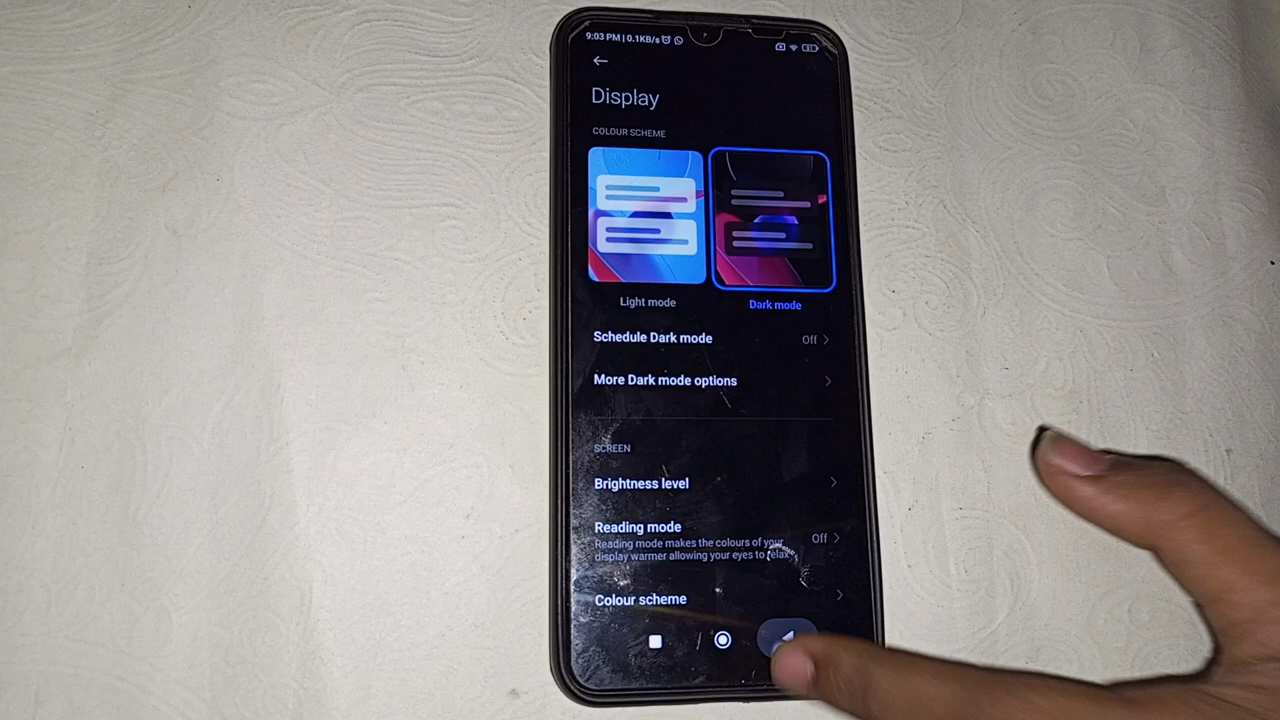 9:03 PM | 0.1KB/s
Display
COLOUR SCHEME
Light mode
Dark mode
Schedule Dark mode
Off
More Dark mode options
SCREEN
Brightness level
Reading mode
Reading mode makes the colours of your
display warmer allowing your eyes to relax
Off
Colour scheme